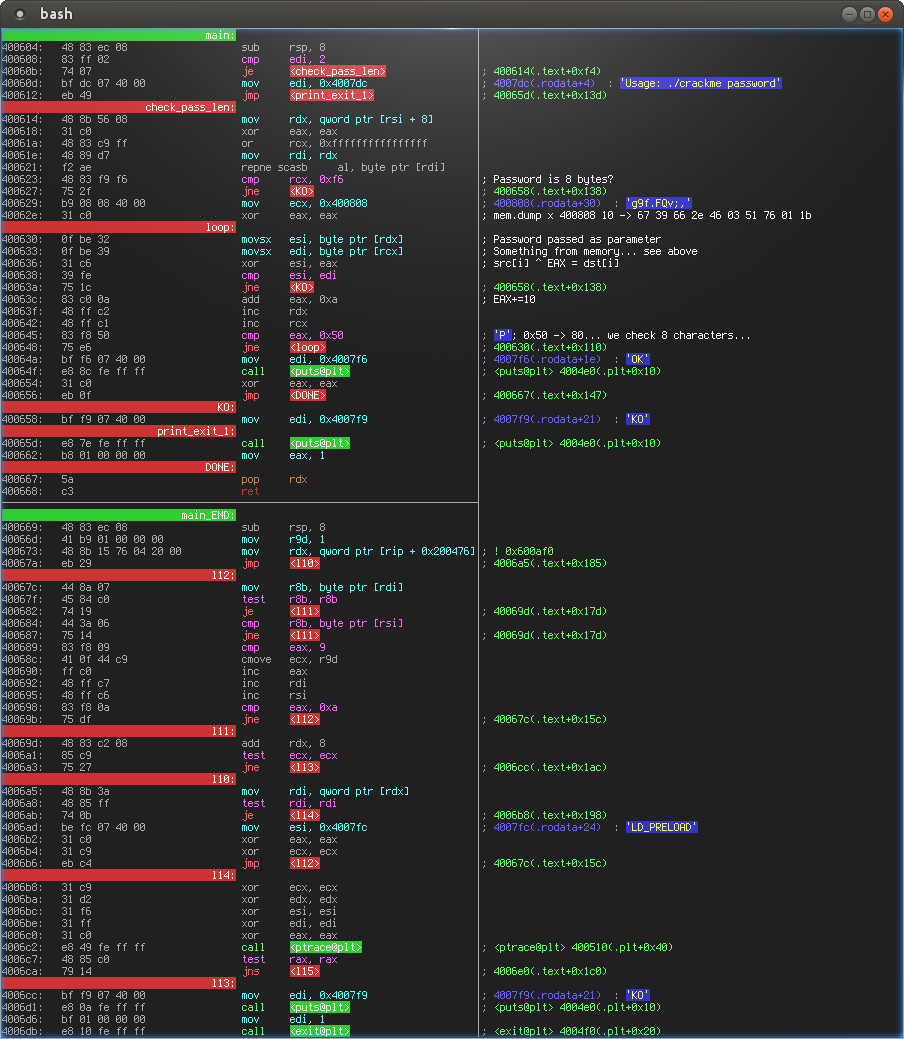 bash
main:
400604: 48 83 ec 08 sub rsp, 8
400608: 83 ff 02 cmp edi, 2
40060b: 74 07 je <check_pass_len> ; 400614(.text+0xf4)
40060d: bf dc 07 40 00 mov edi, 0x4007dc ; 4007dc(.rodata+4) : 'Usage: ./crackme password'
400612: eb 49 jmp <print_exit_1> ; 40065d(.text+0x13d)
check_pass_len:
400614: 48 8b 56 08 mov rdx, qword ptr [rsi + 8]
400618: 31 c0 xor eax, eax
40061a: 48 83 c9 ff or rcx, 0xffffffffffffffff
40061e: 48 89 d7 mov rdi, rdx
400621: f2 ae repne scasb al, byte ptr [rdi]
400623: 48 83 f9 f6 cmp rcx, 0xf6 ; Password is 8 bytes?
400627: 75 2f jne <KO> ; 400658(.text+0x138)
400629: b9 08 08 40 00 mov ecx, 0x400808 ; 400808(.rodata+30) : 'g9f.FQv;,'
40062e: 31 c0 xor eax, eax ; mem.dump x 400808 10 -> 67 39 66 2e 46 03 51 76 01 1b
loop:
400630: 0f be 32 movsx esi, byte ptr [rdx] ; Password passed as parameter
400633: 0f be 39 movsx edi, byte ptr [rcx] ; Something from memory... see above
400636: 31 c6 xor esi, eax ; src[i] ^ EAX = dst[i]
400638: 39 fe cmp esi, edi
40063a: 75 1c jne <KO> ; 400658(.text+0x138)
40063c: 83 c0 0a add eax, 0xa ; EAX+=10
40063f: 48 ff c2 inc rdx
400642: 48 ff c1 inc rcx
400645: 83 f8 50 cmp eax, 0x50 ; 'P'; 0x50 -> 80... we check 8 characters...
400648: 75 e6 jne <loop> ; 400630(.text+0x110)
40064a: bf f6 07 40 00 mov edi, 0x4007f6 ; 4007f6(.rodata+1e) : 'OK'
40064f: e8 8c fe ff ff call <puts@plt> ; <puts@plt> 4004e0(.plt+0x10)
400654: 31 c0 xor eax, eax
400656: eb 0f jmp <DONE> ; 400667(.text+0x147)
KO:
400658: bf f9 07 40 00 mov edi, 0x4007f9 ; 4007f9(.rodata+21) : 'KO'
print_exit_1:
40065d: e8 7e fe ff ff call <puts@plt> ; <puts@plt> 4004e0(.plt+0x10)
400662: b8 01 00 00 00 mov eax, 1
DONE:
400667: 5a pop rdx
400668: c3 ret
main_END:
400669: 48 83 ec 08 sub rsp, 8
40066d: 41 b9 01 00 00 00 mov r9d, 1
400673: 48 8b 15 76 04 20 00 mov rdx, qword ptr [rip + 0x200476] ; ! 0x600af0
40067a: eb 29 jmp <l10> ; 4006a5(.text+0x185)
l12:
40067c: 44 8a 07 mov r8b, byte ptr [rdi]
40067f: 45 84 c0 test r8b, r8b
400682: 74 19 je <l11> ; 40069d(.text+0x17d)
400684: 44 3a 06 cmp r8b, byte ptr [rsi]
400687: 75 14 jne <l11> ; 40069d(.text+0x17d)
400689: 83 f8 09 cmp eax, 9
40068c: 41 0f 44 c9 cmove ecx, r9d
400690: ff c0 inc eax
400692: 48 ff c7 inc rdi
400695: 48 ff c6 inc rsi
400698: 83 f8 0a cmp eax, 0xa
40069b: 75 df jne <l12> ; 40067c(.text+0x15c)
l11:
40069d: 48 83 c2 08 add rdx, 8
4006a1: 85 c9 test ecx, ecx
4006a3: 75 27 jne <l13> ; 4006cc(.text+0x1ac)
l10:
4006a5: 48 8b 3a mov rdi, qword ptr [rdx]
4006a8: 48 85 ff test rdi, rdi
4006ab: 74 0b je <l14> ; 4006b8(.text+0x198)
4006ad: be fc 07 40 00 mov esi, 0x4007fc ; 4007fc(.rodata+24) : 'LD_PRELOAD'
4006b2: 31 c0 xor eax, eax
4006b4: 31 c9 xor ecx, ecx
4006b6: eb c4 jmp <l12> ; 40067c(.text+0x15c)
l14:
4006b8: 31 c9 xor ecx, ecx
4006ba: 31 d2 xor edx, edx
4006bc: 31 f6 xor esi, esi
4006be: 31 ff xor edi, edi
4006c0: 31 c0 xor eax, eax
4006c2: e8 49 fe ff ff call <ptrace@plt> ; <ptrace@plt> 400510(.plt+0x40)
4006c7: 48 85 c0 test rax, rax
4006ca: 79 14 jns <l15> ; 4006e0(.text+0x1c0)
l13:
4006cc: bf f9 07 40 00 mov edi, 0x4007f9 ; 4007f9(.rodata+21) : 'KO'
4006d1: e8 0a fe ff ff call <puts@plt> ; <puts@plt> 4004e0(.plt+0x10)
4006d6: bf 01 00 00 00 mov edi, 1
4006db: e8 10 fe ff ff call <exit@plt> ; <exit@plt> 4004f0(.plt+0x20)